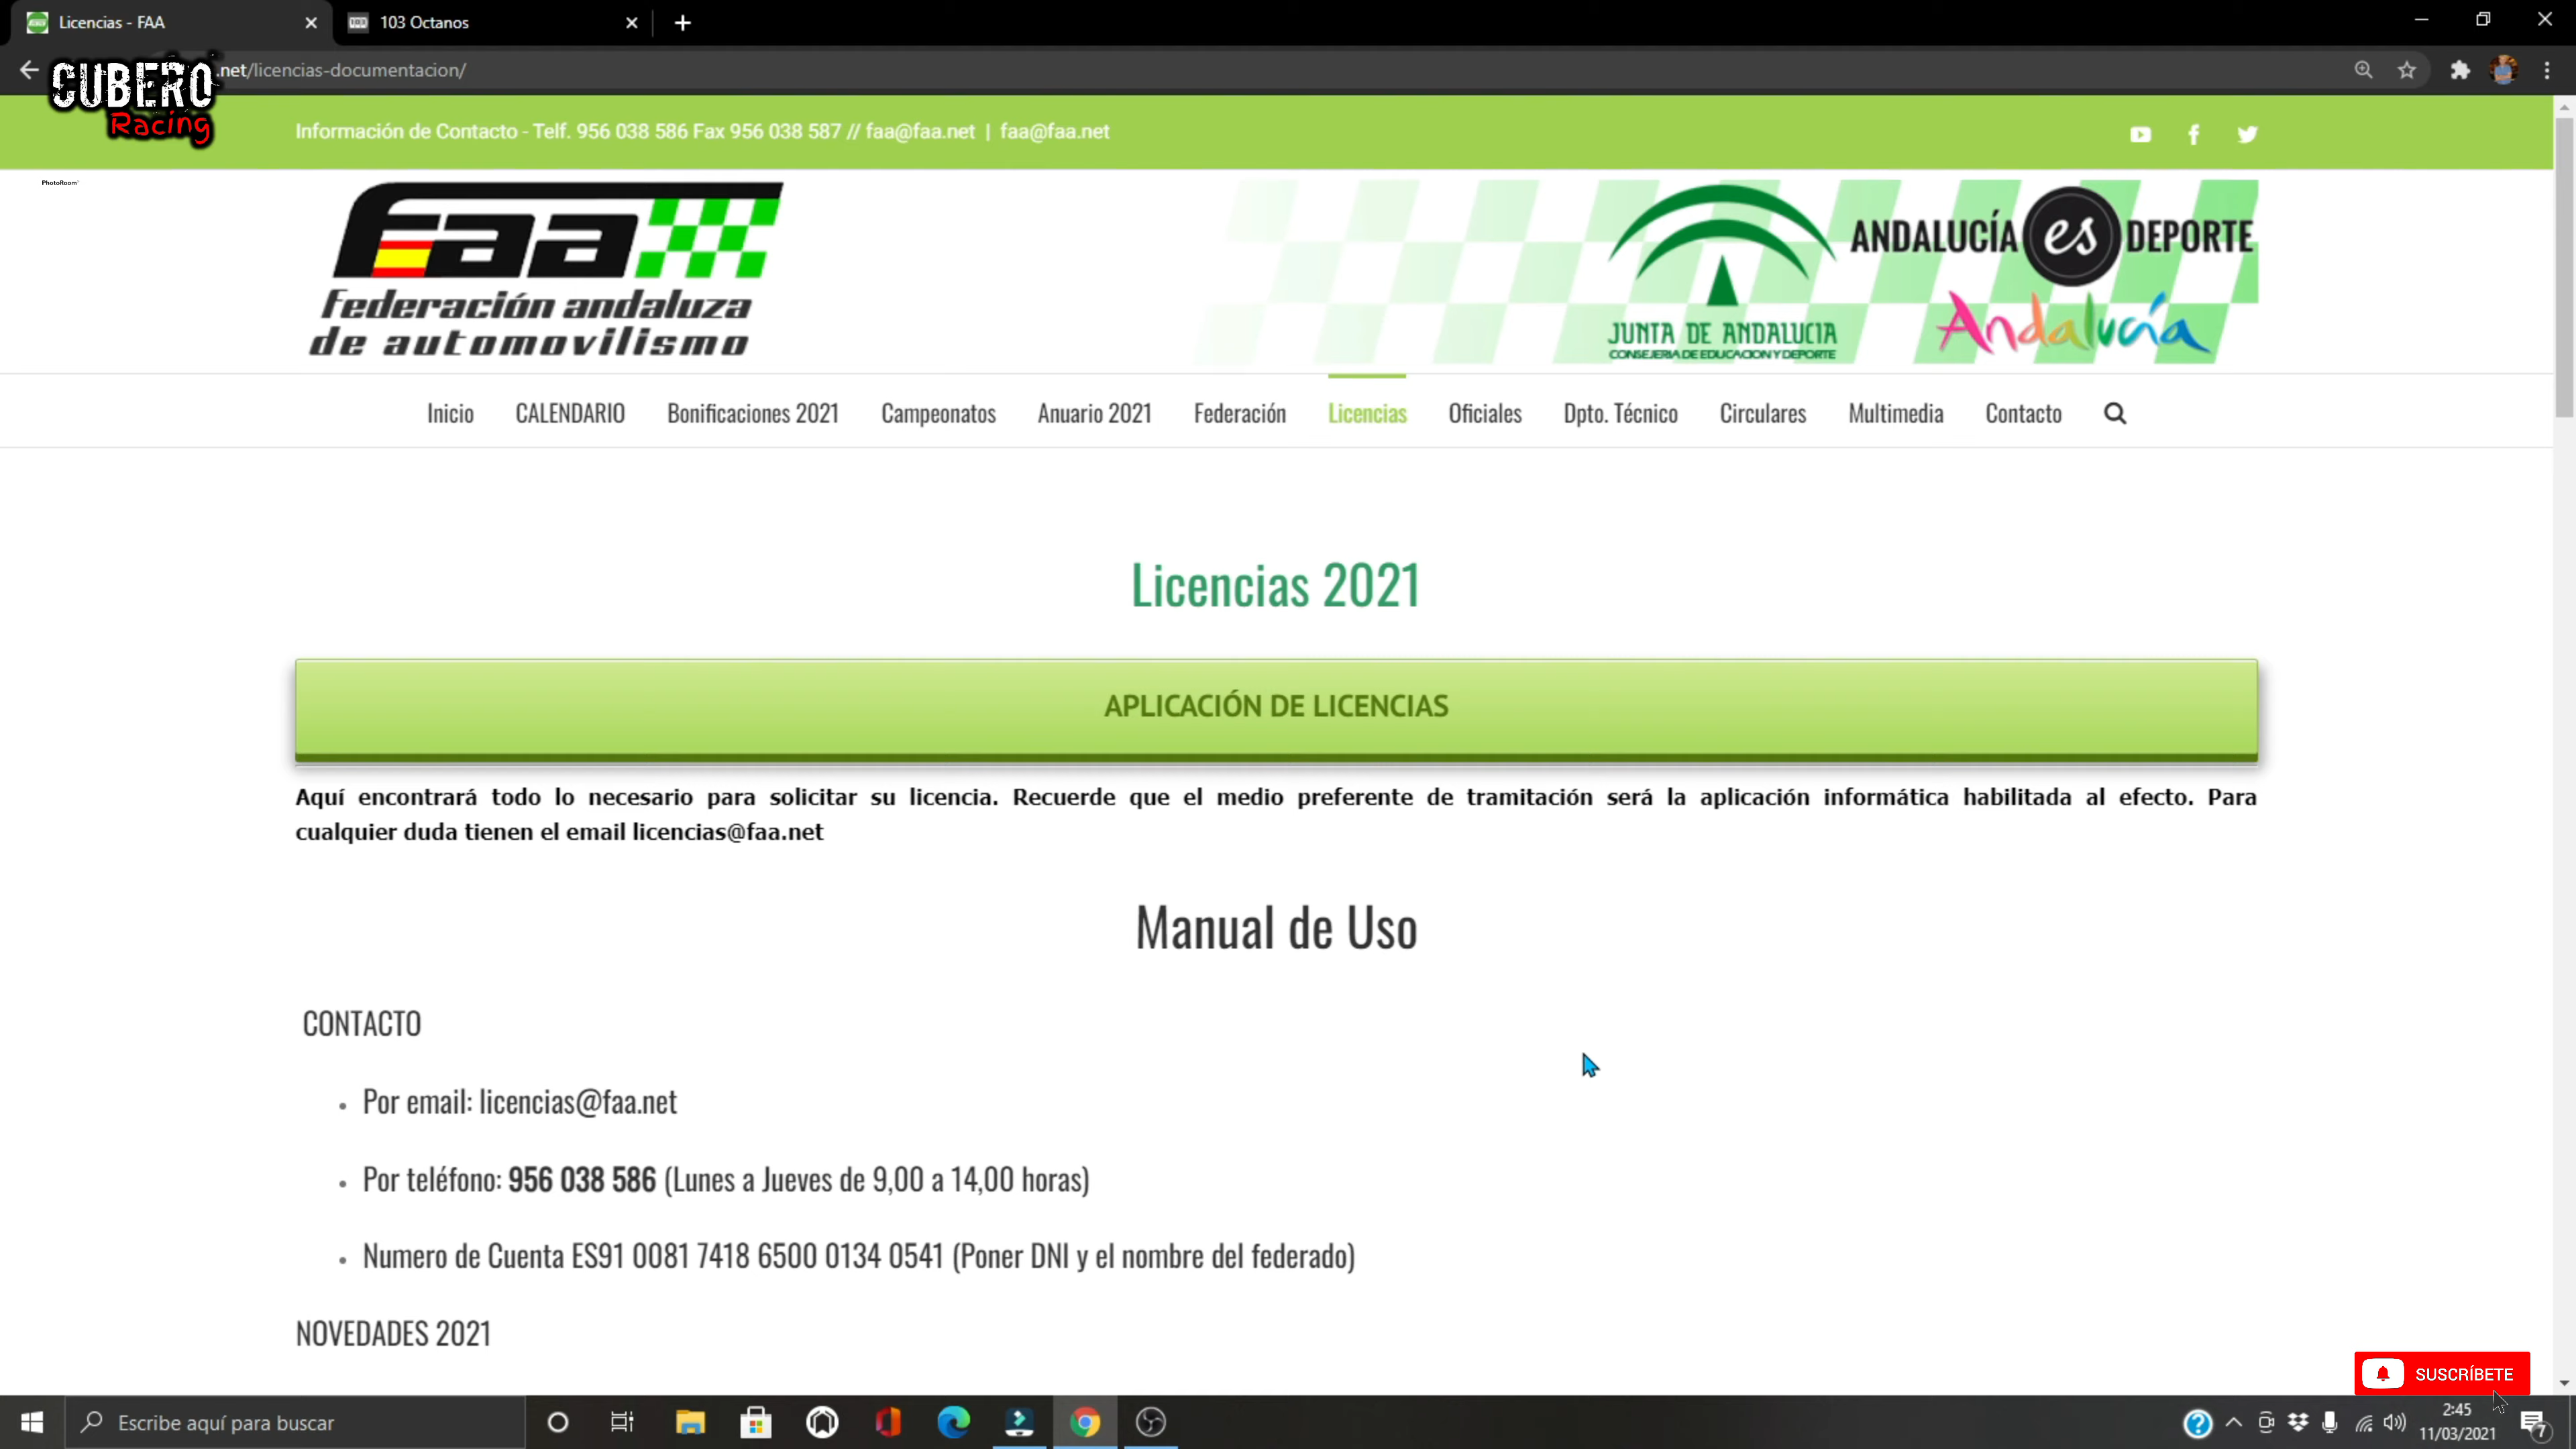 Licencias - FAA
103 Octanos
CUBERO
Racing
.net/licencias-documentacion/
Información de Contacto - Telf. 956 038 586 Fax 956 038 587 // faa@faa.net | faa@faa.net
PhotoRoom
faa
federación andaluza
de automovilismo
JUNTA DE ANDALUCIA
CONSEJERIA DE EDUCACION Y DEPORTE
ANDALUCÍA es DEPORTE
Andalucía
Inicio CALENDARIO Bonificaciones 2021 Campeonatos Anuario 2021 Federación Licencias Oficiales Dpto. Técnico Circulares Multimedia Contacto
Licencias 2021
APLICACIÓN DE LICENCIAS
Aquí encontrará todo lo necesario para solicitar su licencia. Recuerde que el medio preferente de tramitación será la aplicación informática habilitada al efecto. Para
cualquier duda tienen el email licencias@faa.net
Manual de Uso
CONTACTO
• Por email: licencias@faa.net
• Por teléfono: 956 038 586 (Lunes a Jueves de 9,00 a 14,00 horas)
• Numero de Cuenta ES91 0081 7418 6500 0134 0541 (Poner DNI y el nombre del federado)
NOVEDADES 2021
SUSCRÍBETE
Escribe aquí para buscar
2:45
11/03/2021
7